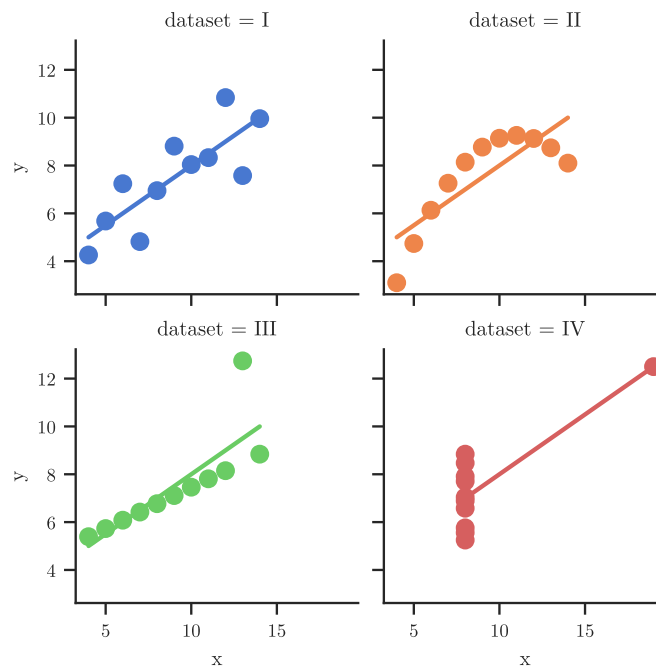 dataset = I
dataset = II
12
10
8
6
4
y
dataset = III
dataset = IV
12
10
8
6
4
y
5
10
15
5
10
15
x
x